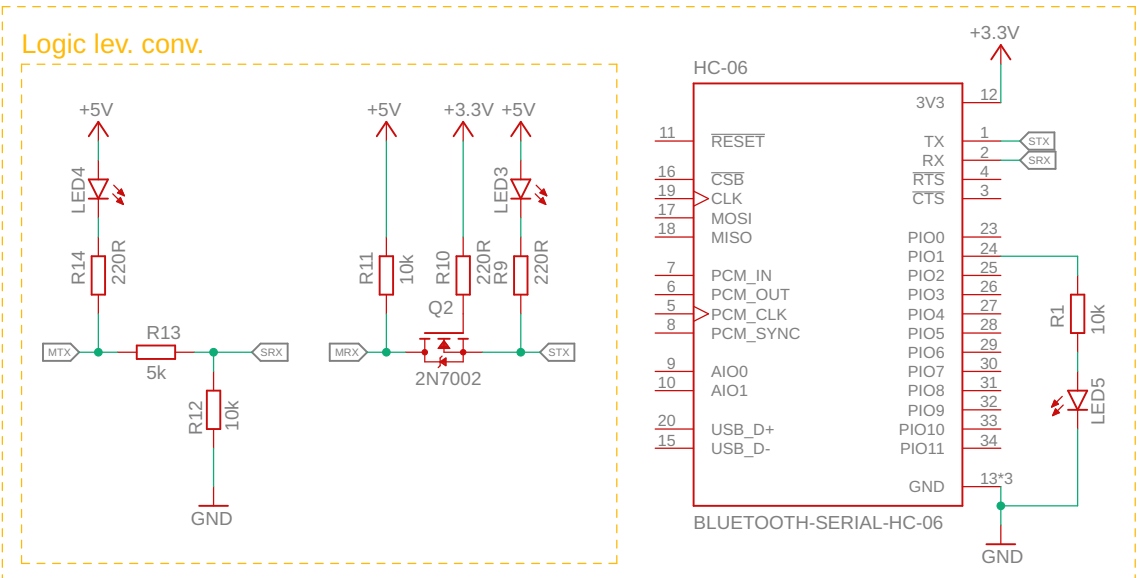 Logic lev. conv.
+5V
LED4
R14
220R
MTX
R13
5k
SRX
R12
10k
GND
+5V
+3.3V
+5V
LED3
R11
10k
R10
220R
R9
220R
Q2
MRX
STX
2N7002
HC-06
+3.3V
3V3
12
11
RESET
TX
1
STX
RX
2
SRX
16
CSB
RTS
4
19
CLK
CTS
3
17
MOSI
18
MISO
PIO0
23
PIO1
24
7
PCM_IN
PIO2
25
6
PCM_OUT
PIO3
26
5
PCM_CLK
PIO4
27
8
PCM_SYNC
PIO5
28
PIO6
29
9
AIO0
PIO7
30
10
AIO1
PIO8
31
PIO9
32
20
USB_D+
PIO10
33
15
USB_D-
PIO11
34
GND
13*3
R1
10k
LED5
BLUETOOTH-SERIAL-HC-06
GND